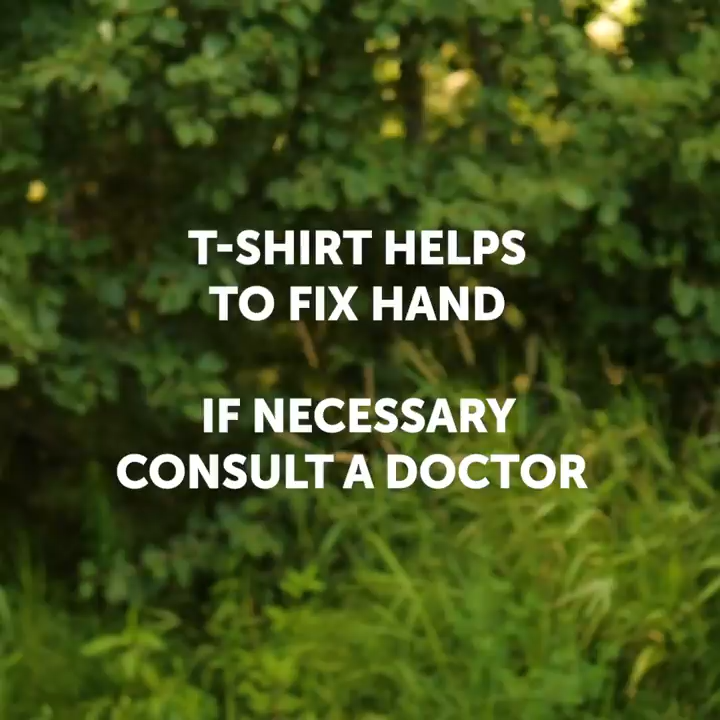 T-SHIRT HELPS
TO FIX HAND
IF NECESSARY
CONSULT A DOCTOR